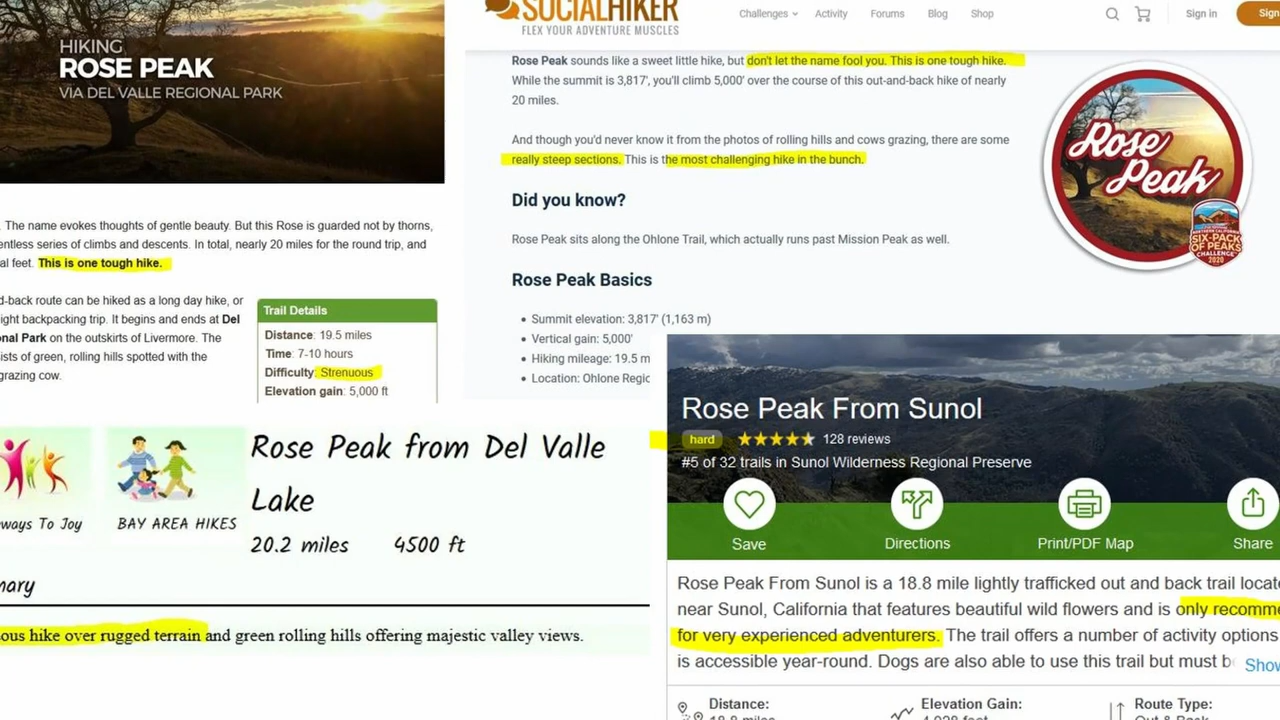 HIKING
ROSE PEAK
VIA DEL VALLE REGIONAL PARK
. The name evokes thoughts of gentle beauty. But this Rose is guarded not by thorns,
entless series of climbs and descents. In total, nearly 20 miles for the round trip, and
al feet. This is one tough hike.
d-back route can be hiked as a long day hike, or
ight backpacking trip. It begins and ends at Del
onal Park on the outskirts of Livermore. The
sists of green, rolling hills spotted with the
grazing cow.
Trail Details
Distance: 19.5 miles
Time: 7-10 hours
Difficulty: Strenuous
Elevation gain: 5,000 ft
SOCIALHIKER
FLEX YOUR ADVENTURE MUSCLES
Challenges Activity Forums Blog Shop Sign in Sign
Rose Peak sounds like a sweet little hike, but don't let the name fool you. This is one tough hike.
While the summit is 3,817', you'll climb 5,000' over the course of this out-and-back hike of nearly
20 miles.
And though you'd never know it from the photos of rolling hills and cows grazing, there are some
really steep sections. This is the most challenging hike in the bunch.
Did you know?
Rose Peak sits along the Ohlone Trail, which actually runs past Mission Peak as well.
Rose Peak Basics
Summit elevation: 3,817' (1,163 m)
Vertical gain: 5,000'
Hiking mileage: 19.5 m
Location: Ohlone Regio
Rose
Peak
NORTHERN CALIFORNIA
SIX-PACK
OF PEAKS
CHALLENGE
2020
ways To Joy
BAY AREA HIKES
Rose Peak from Del Valle
Lake
20.2 miles 4500 ft
mary
ous hike over rugged terrain and green rolling hills offering majestic valley views.
Rose Peak From Sunol
hard 128 reviews
#5 of 32 trails in Sunol Wilderness Regional Preserve
Save Directions Print/PDF Map Share
Rose Peak From Sunol is a 18.8 mile lightly trafficked out and back trail locate
near Sunol, California that features beautiful wild flowers and is only recomme
for very experienced adventurers. The trail offers a number of activity options
is accessible year-round. Dogs are also able to use this trail but must b Show
Distance: Elevation Gain: Route Type:
18.8 miles 4,928 feet Out & Back